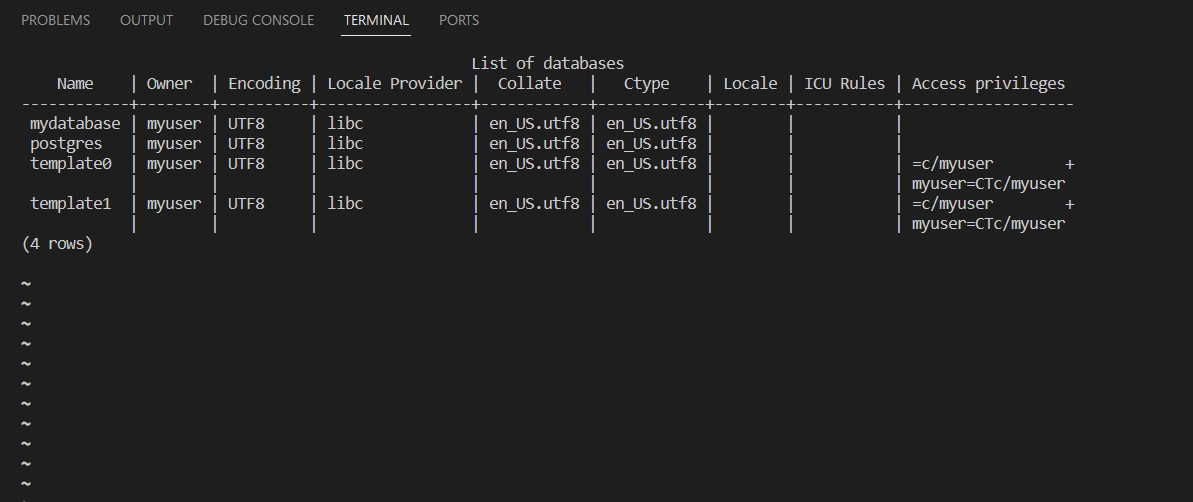 PROBLEMS OUTPUT DEBUG CONSOLE TERMINAL PORTS
List of databases
Name | Owner | Encoding | Locale Provider | Collate | Ctype | Locale | ICU Rules | Access privileges
------------+--------+----------+-----------------+------------+------------+--------+-----------+-------------------
mydatabase | myuser | UTF8 | libc | en_US.utf8 | en_US.utf8 | | |
postgres | myuser | UTF8 | libc | en_US.utf8 | en_US.utf8 | | |
template0 | myuser | UTF8 | libc | en_US.utf8 | en_US.utf8 | | | =c/myuser +
| | | | | | | | myuser=CTc/myuser
template1 | myuser | UTF8 | libc | en_US.utf8 | en_US.utf8 | | | =c/myuser +
| | | | | | | | myuser=CTc/myuser
(4 rows)
~
~
~
~
~
~
~
~
~
~
~